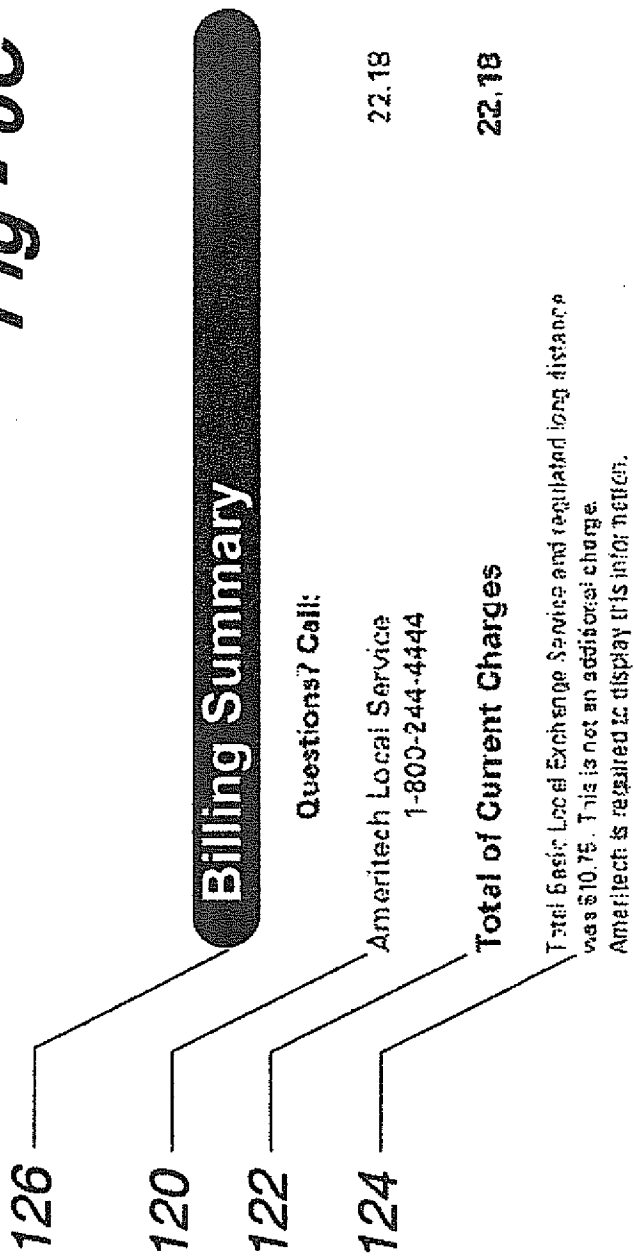 Fig - 
126
Billing Summary
Questions? Call:
120
Ameritech Local Service 22.18
1-800-244-4444
122
Total of Current Charges 22.18
124
Total Basic Local Exchange Service and regulated long distance
was $10.75. This is not an additional charge.
Ameritech is required to display this information.